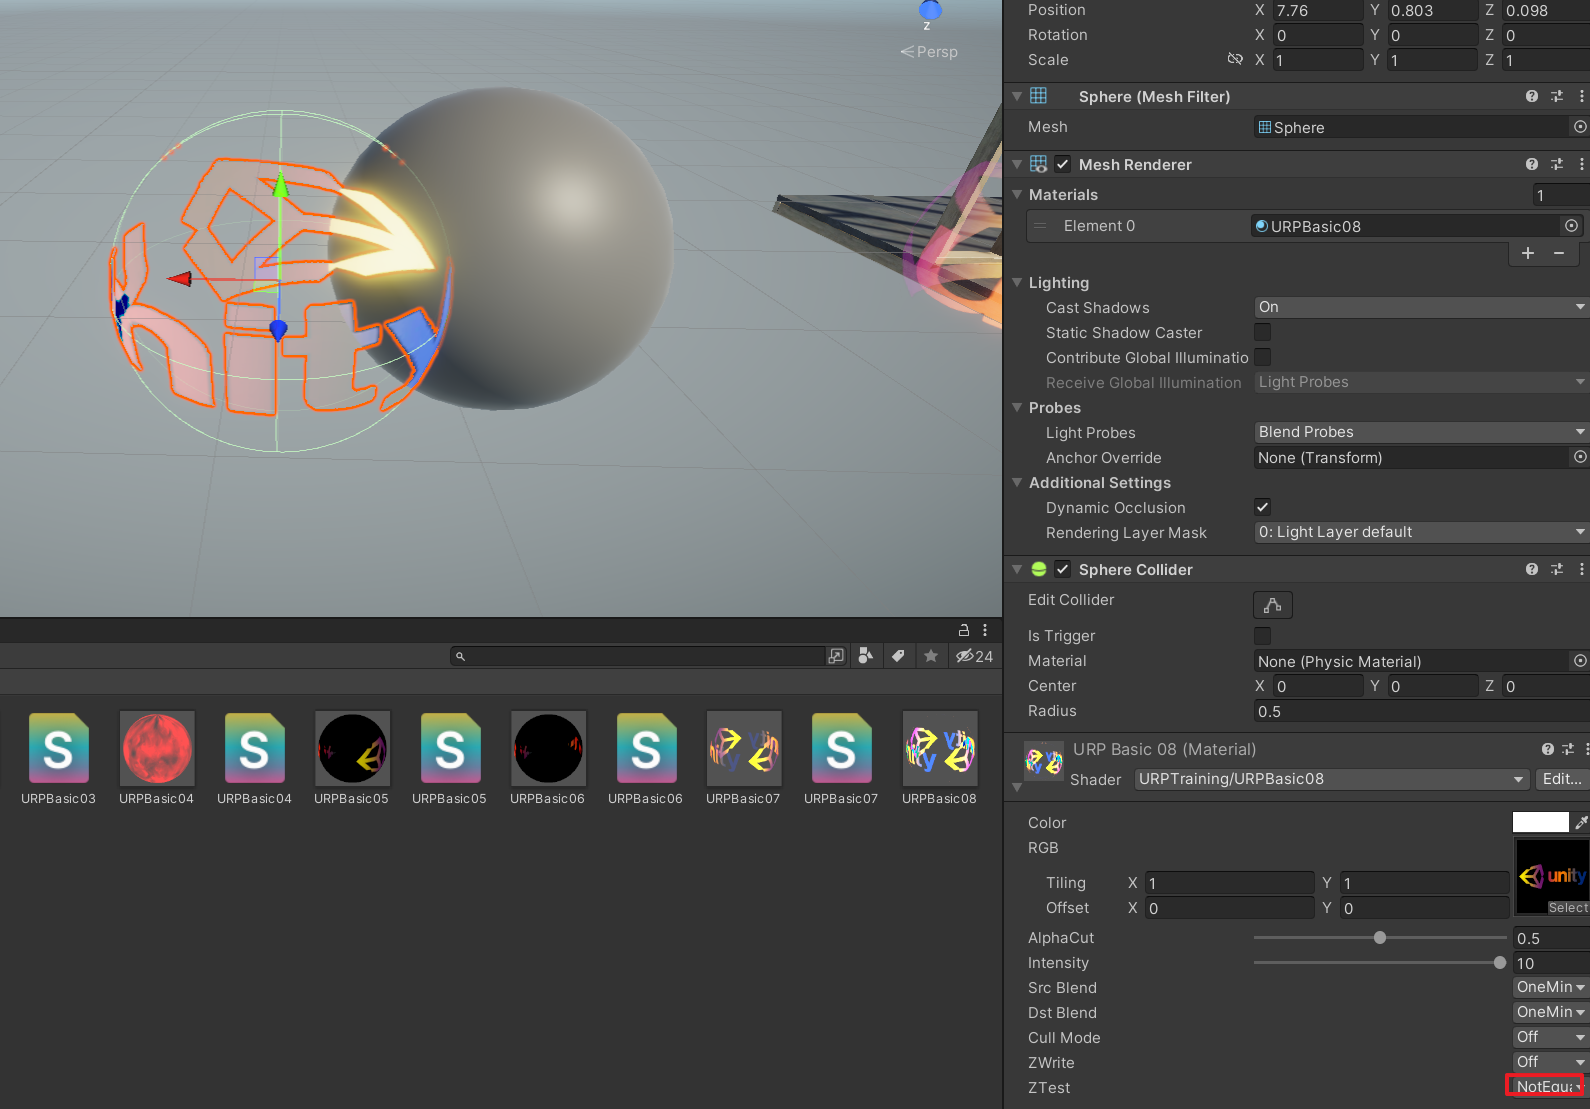 Position X 7.76 Y 0.803 Z 0.098
Rotation X 0 Y 0 Z 0
Scale X 1 Y 1 Z 1
z
Persp
Sphere (Mesh Filter)
Mesh Sphere
Mesh Renderer
Materials 1
Element 0 URPBasic08
+ −
Lighting
Cast Shadows On
Static Shadow Caster
Contribute Global Illuminatio
Receive Global Illumination Light Probes
Probes
Light Probes Blend Probes
Anchor Override None (Transform)
Additional Settings
Dynamic Occlusion
Rendering Layer Mask 0: Light Layer default
Sphere Collider
Edit Collider
Is Trigger
Material None (Physic Material)
Center X 0 Y 0 Z 0
Radius 0.5
URP Basic 08 (Material)
Shader URPTraining/URPBasic08 Edit...
Color
RGB
unity
Tiling X 1 Y 1
Offset X 0 Y 0
Select
AlphaCut 0.5
Intensity 10
Src Blend OneMin
Dst Blend OneMin
Cull Mode Off
ZWrite Off
ZTest NotEqua
24
S S S S S
URPBasic03 URPBasic04 URPBasic04 URPBasic05 URPBasic05 URPBasic06 URPBasic06 URPBasic07 URPBasic07 URPBasic08